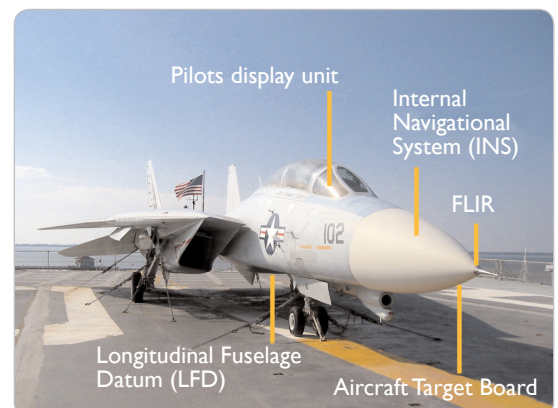 Pilots display unit
Internal
Navigational
System (INS)
FLIR
102
Longitudinal Fuselage
Datum (LFD)
Aircraft Target Board